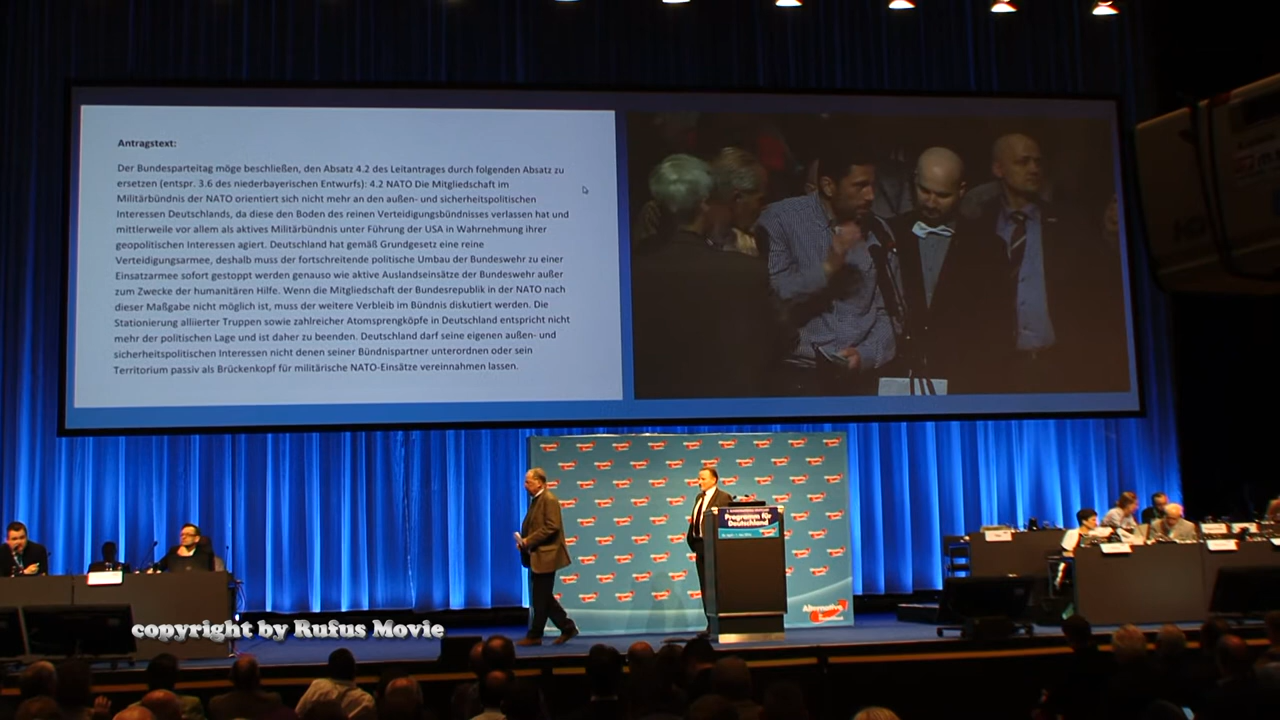 Antragstext:
Der Bundesparteitag möge beschließen, den Absatz 4.2 des Leitantrages durch folgenden Absatz zu
ersetzen (entspr. 3.6 des niederbayerischen Entwurfs): 4.2 NATO Die Mitgliedschaft im
Militärbündnis der NATO orientiert sich nicht mehr an den außen- und sicherheitspolitischen
Interessen Deutschlands, da diese den Boden des reinen Verteidigungsbündnisses verlassen hat und
mittlerweile vor allem als aktives Militärbündnis unter Führung der USA in Wahrnehmung ihrer
geopolitischen Interessen agiert. Deutschland hat gemäß Grundgesetz eine reine
Verteidigungsarmee, deshalb muss der fortschreitende politische Umbau der Bundeswehr zu einer
Einsatzarmee sofort gestoppt werden genauso wie aktive Auslandseinsätze der Bundeswehr außer
zum Zwecke der humanitären Hilfe. Wenn die Mitgliedschaft der Bundesrepublik in der NATO nach
dieser Maßgabe nicht möglich ist, muss der weitere Verbleib im Bündnis diskutiert werden. Die
Stationierung alliierter Truppen sowie zahlreicher Atomsprengköpfe in Deutschland entspricht nicht
mehr der politischen Lage und ist daher zu beenden. Deutschland darf seine eigenen außen- und
sicherheitspolitischen Interessen nicht denen seiner Bündnispartner unterordnen oder sein
Territorium passiv als Brückenkopf für militärische NATO-Einsätze vereinnahmen lassen.
Programm für
Deutschland
Alternative
copyright by Rufus Movie